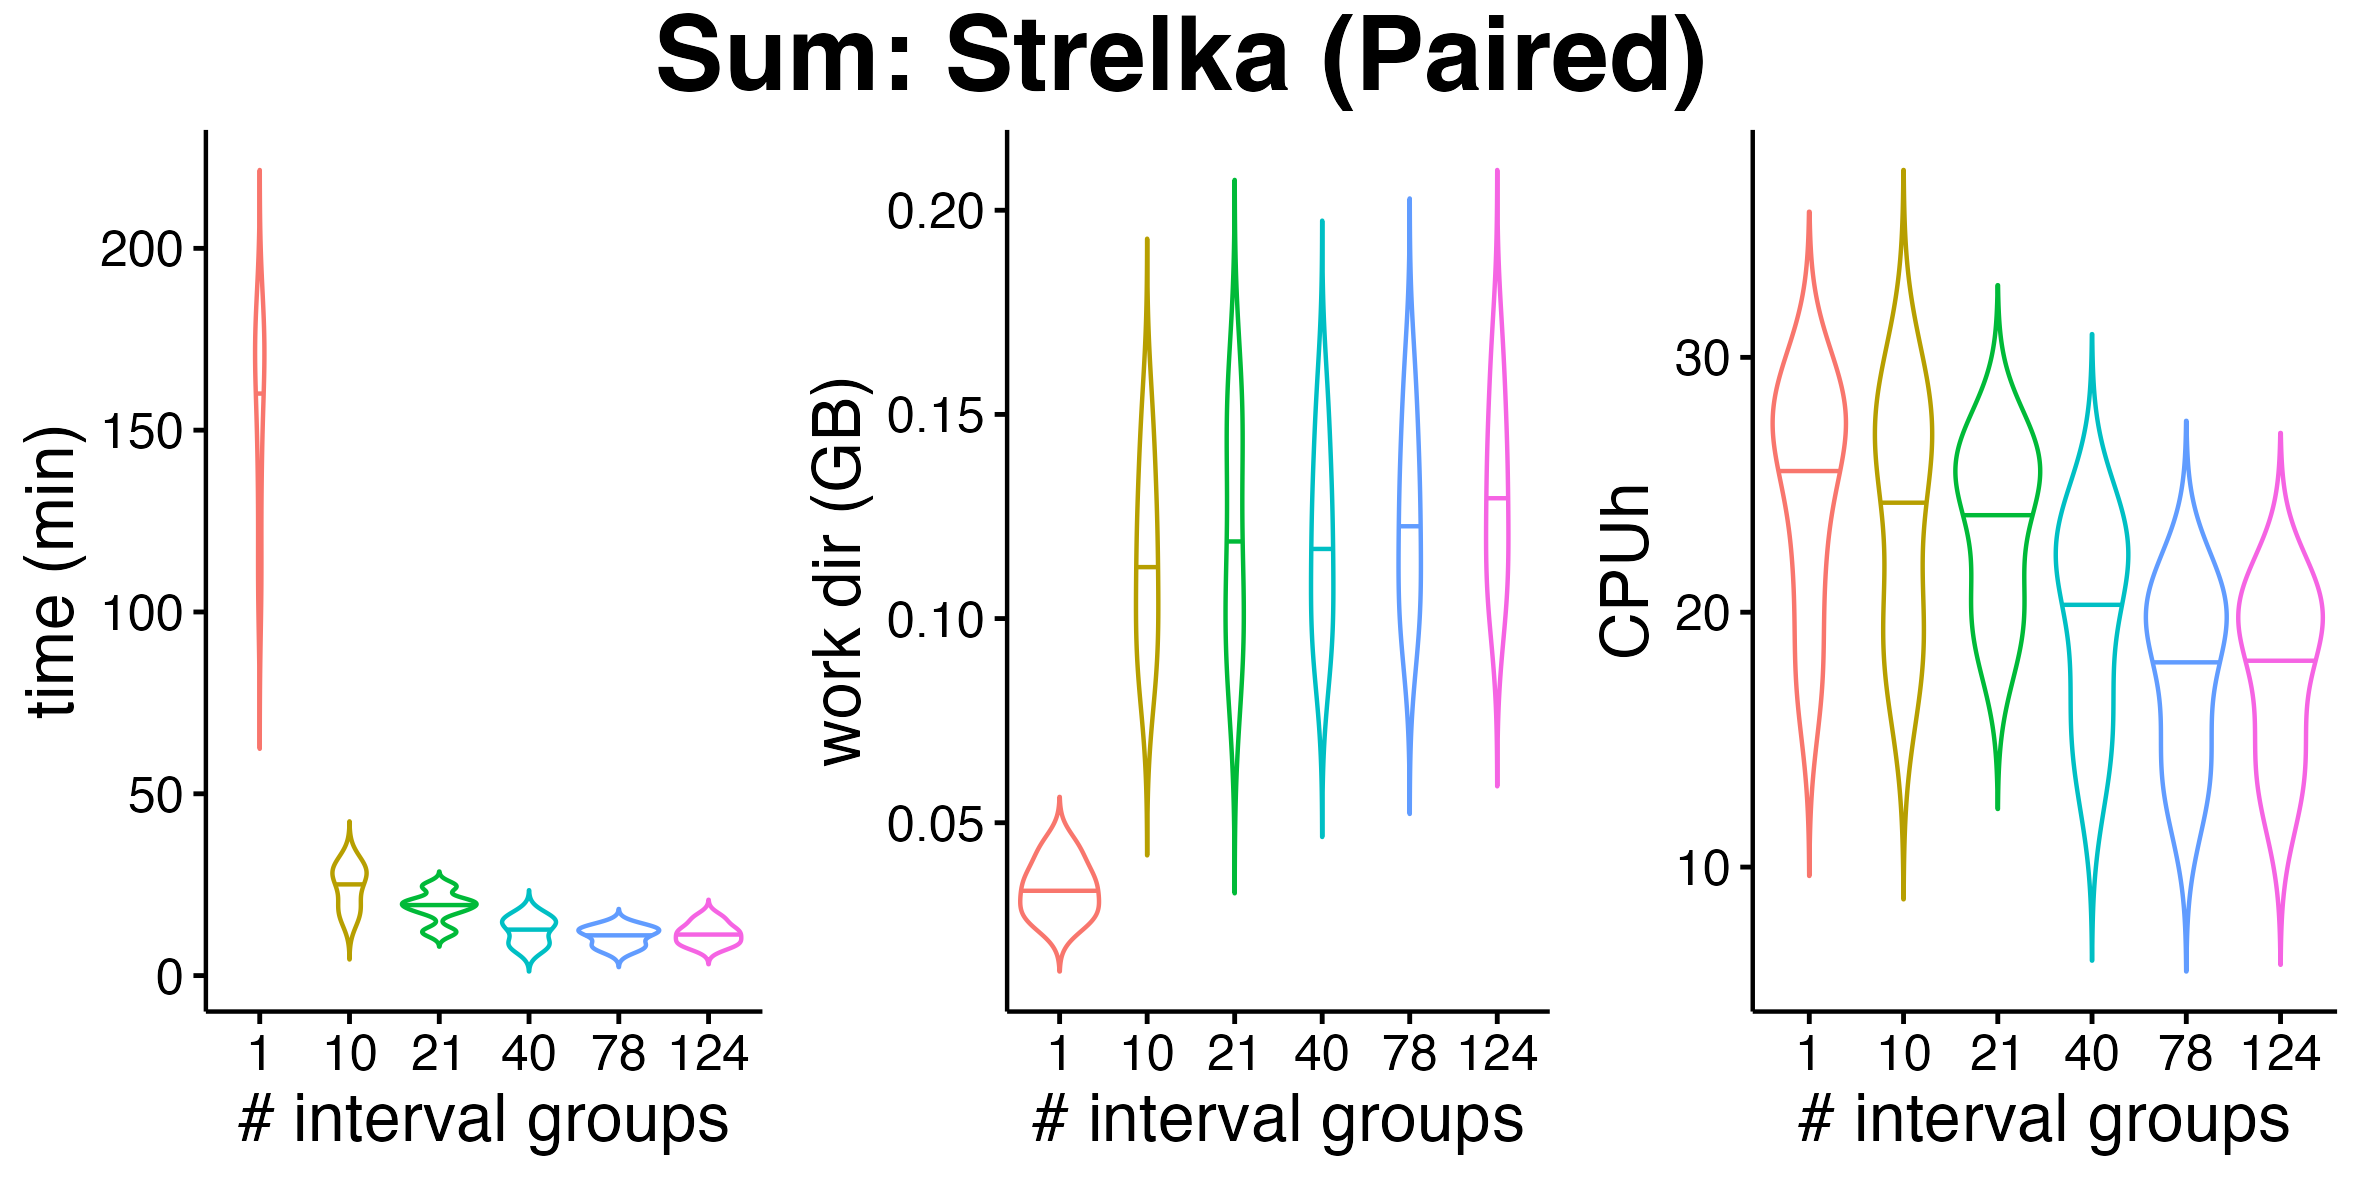 Sum: Strelka (Paired)
time (min)
200
150
100
50
0
1 10 21 40 78 124
# interval groups
work dir (GB)
0.20
0.15
0.10
0.05
1 10 21 40 78 124
# interval groups
CPUh
30
20
10
1 10 21 40 78 124
# interval groups